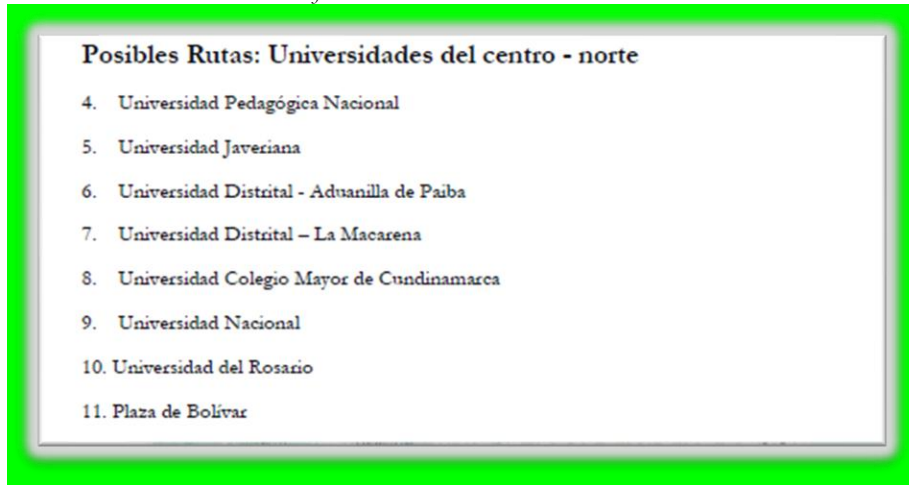 Posibles Rutas: Universidades del centro - norte
4. Universidad Pedagógica Nacional
5. Universidad Javeriana
6. Universidad Distrital - Aduanilla de Paiba
7. Universidad Distrital – La Macarena
8. Universidad Colegio Mayor de Cundinamarca
9. Universidad Nacional
10. Universidad del Rosario
11. Plaza de Bolívar